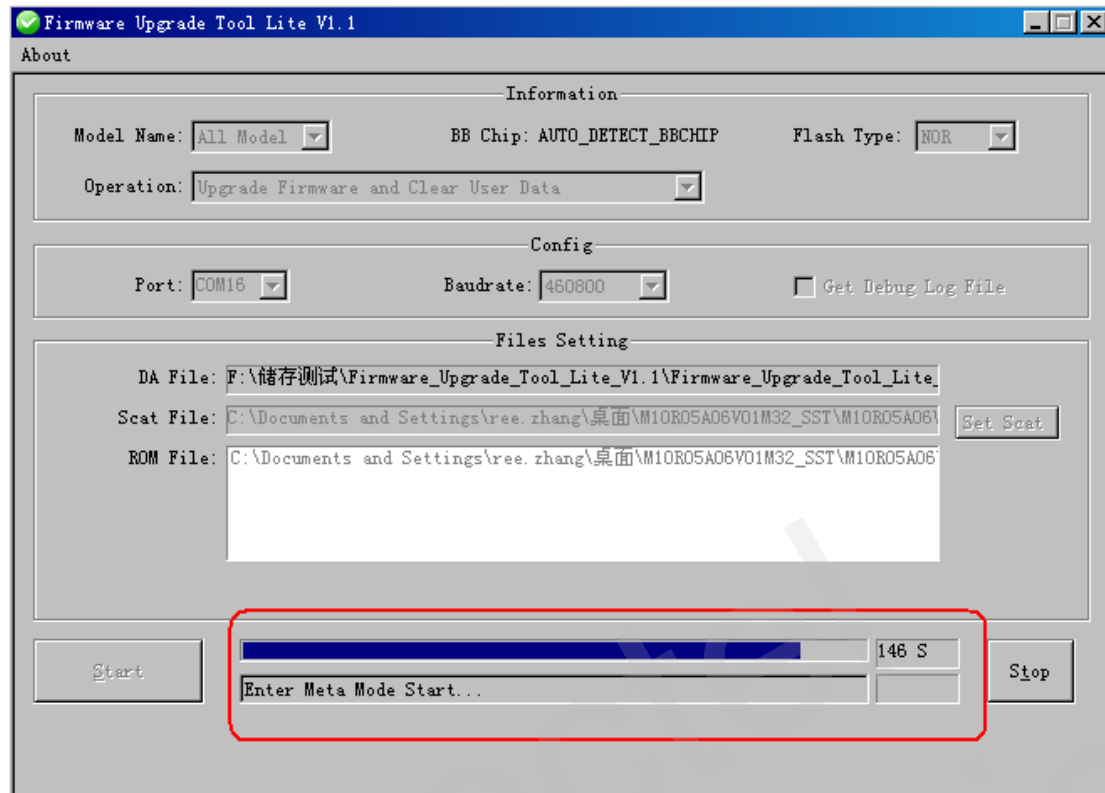 Firmware Upgrade Tool Lite V1.1
About
Information
Model Name: All Model BB Chip: AUTO_DETECT_BBCHIP Flash Type: NOR
Operation: Upgrade Firmware and Clear User Data
Config
Port: COM16 Baudrate: 460800 Get Debug Log File
Files Setting
DA File: F:\储存测试\Firmware_Upgrade_Tool_Lite_V1.1\Firmware_Upgrade_Tool_Lite_
Scat File: C:\Documents and Settings\ree.zhang\桌面\M10R05A06V01M32_SST\M10R05A06\ Set Scat
ROM File: C:\Documents and Settings\ree.zhang\桌面\M10R05A06V01M32_SST\M10R05A06
146 S
Start Stop
Enter Meta Mode Start...